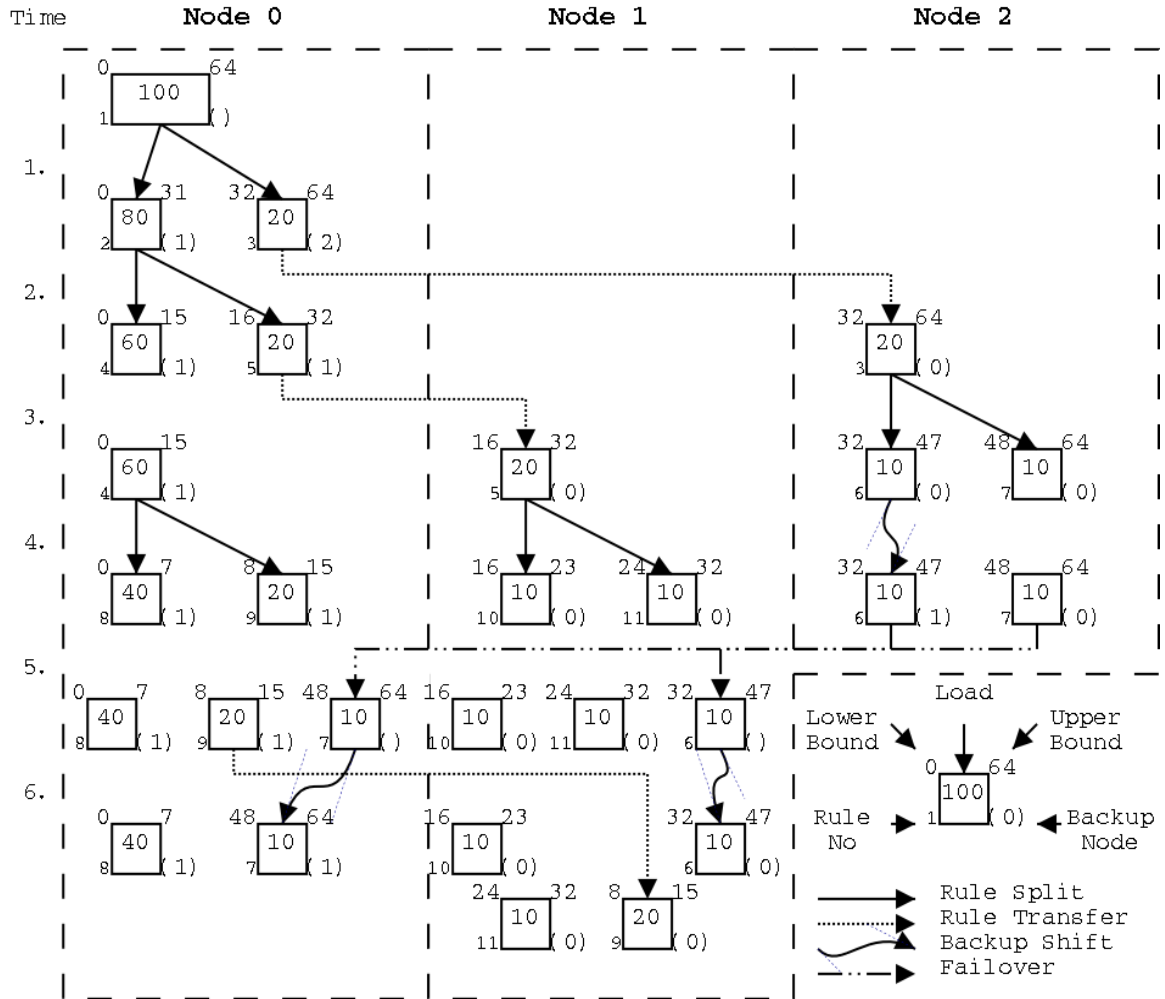 Time Node 0 Node 1 Node 2
0 64
100
1 ()
1.
0 31 32 64
80 20
2 (1) 3 (2)
2.
0 15 16 32 32 64
60 20 20
4 (1) 5 (1) 3 (0)
3.
0 15 16 32 32 47 48 64
60 20 10 10
4 (1) 5 (0) 6 (0) 7 (0)
4.
0 7 8 15 16 23 24 32 32 47 48 64
40 20 10 10 10 10
8 (1) 9 (1) 10 (0) 11 (0) 6 (1) 7 (0)
5.
0 7 8 15 48 64 16 23 24 32 32 47
40 20 10 10 10 10
8 (1) 9 (1) 7 () 10 (0) 11 (0) 6 ()
6.
0 7 48 64 16 23 32 47
40 10 10 10
8 (1) 7 (1) 10 (0) 6 (0)
24 32 8 15
10 20
11 (0) 9 (0)
Load
Lower Bound
Upper Bound
0 64
100
1 (0)
Rule No
Backup Node
Rule Split
Rule Transfer
Backup Shift
Failover